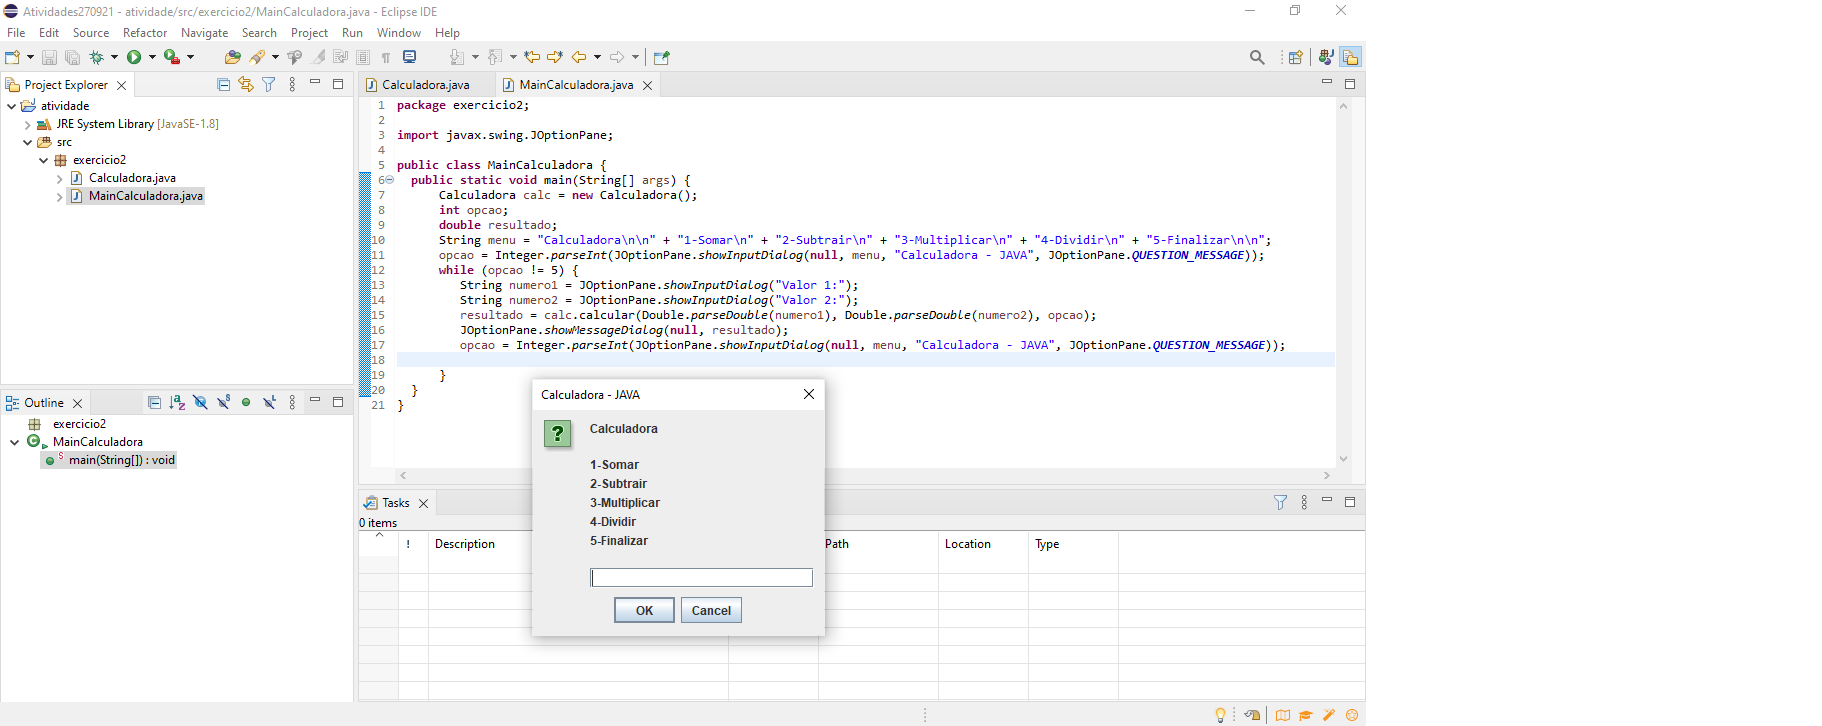 Atividades270921 - atividade/src/exercicio2/MainCalculadora.java - Eclipse IDE
File Edit Source Refactor Navigate Search Project Run Window Help
Project Explorer
atividade
JRE System Library [JavaSE-1.8]
src
exercicio2
Calculadora.java
MainCalculadora.java
Calculadora.java MainCalculadora.java
1 package exercicio2;
2
3 import javax.swing.JOptionPane;
4
5 public class MainCalculadora {
6 public static void main(String[] args) {
7 Calculadora calc = new Calculadora();
8 int opcao;
9 double resultado;
10 String menu = "Calculadora\n\n" + "1-Somar\n" + "2-Subtrair\n" + "3-Multiplicar\n" + "4-Dividir\n" + "5-Finalizar\n\n";
11 opcao = Integer.parseInt(JOptionPane.showInputDialog(null, menu, "Calculadora - JAVA", JOptionPane.QUESTION_MESSAGE));
12 while (opcao != 5) {
13 String numero1 = JOptionPane.showInputDialog("Valor 1:");
14 String numero2 = JOptionPane.showInputDialog("Valor 2:");
15 resultado = calc.calcular(Double.parseDouble(numero1), Double.parseDouble(numero2), opcao);
16 JOptionPane.showMessageDialog(null, resultado);
17 opcao = Integer.parseInt(JOptionPane.showInputDialog(null, menu, "Calculadora - JAVA", JOptionPane.QUESTION_MESSAGE));
18
19 }
20 }
21 }
Outline
exercicio2
MainCalculadora
main(String[]) : void
Calculadora - JAVA
Calculadora
1-Somar
2-Subtrair
3-Multiplicar
4-Dividir
5-Finalizar
OK Cancel
Tasks
0 items
! Description Path Location Type